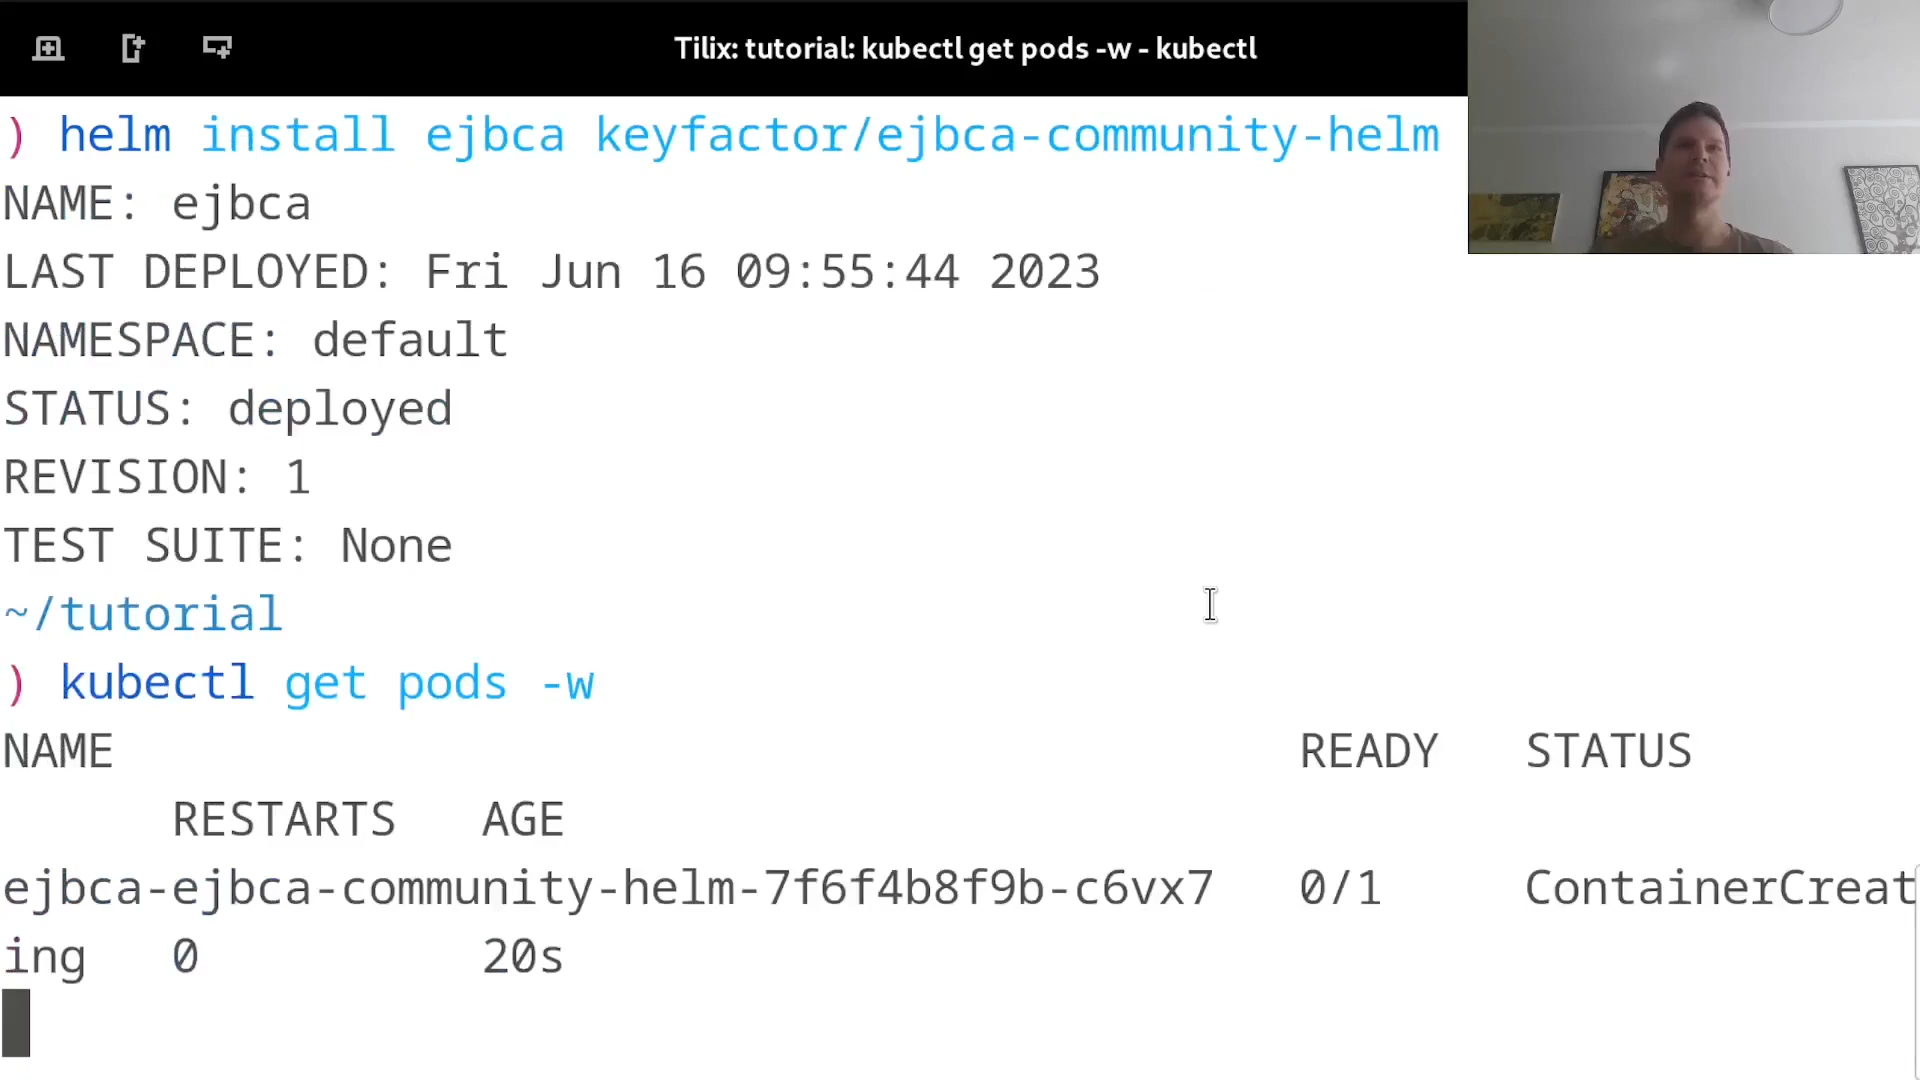 Tilix: tutorial: kubectl get pods -w - kubectl
) helm install ejbca keyfactor/ejbca-community-helm
NAME: ejbca
LAST DEPLOYED: Fri Jun 16 09:55:44 2023
NAMESPACE: default
STATUS: deployed
REVISION: 1
TEST SUITE: None
~/tutorial
) kubectl get pods -w
NAME READY STATUS
RESTARTS AGE
ejbca-ejbca-community-helm-7f6f4b8f9b-c6vx7 0/1 ContainerCreat
ing 0 20s